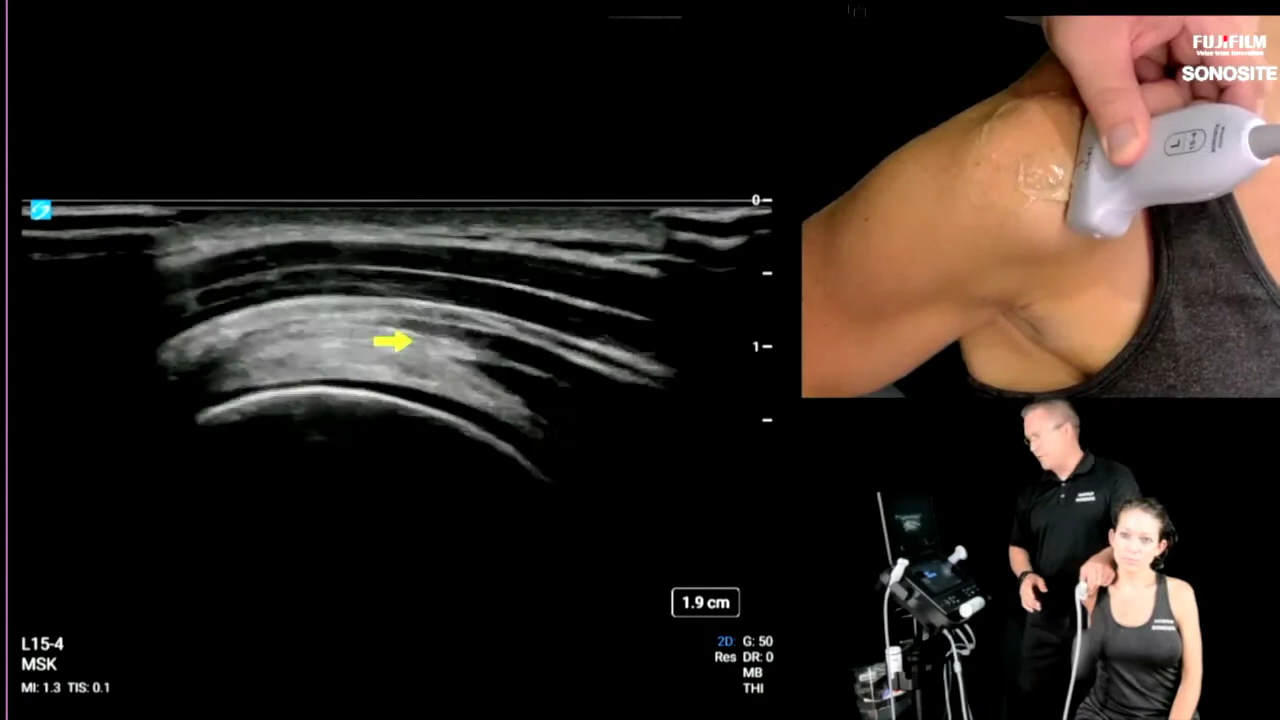 FUJIFILM
Value from Innovation
SONOSITE
0
1
1.9 cm
L15-4
MSK
MI: 1.3 TIS: 0.1
2D: G: 50
Res DR: 0
MB
THI
SONOSITE